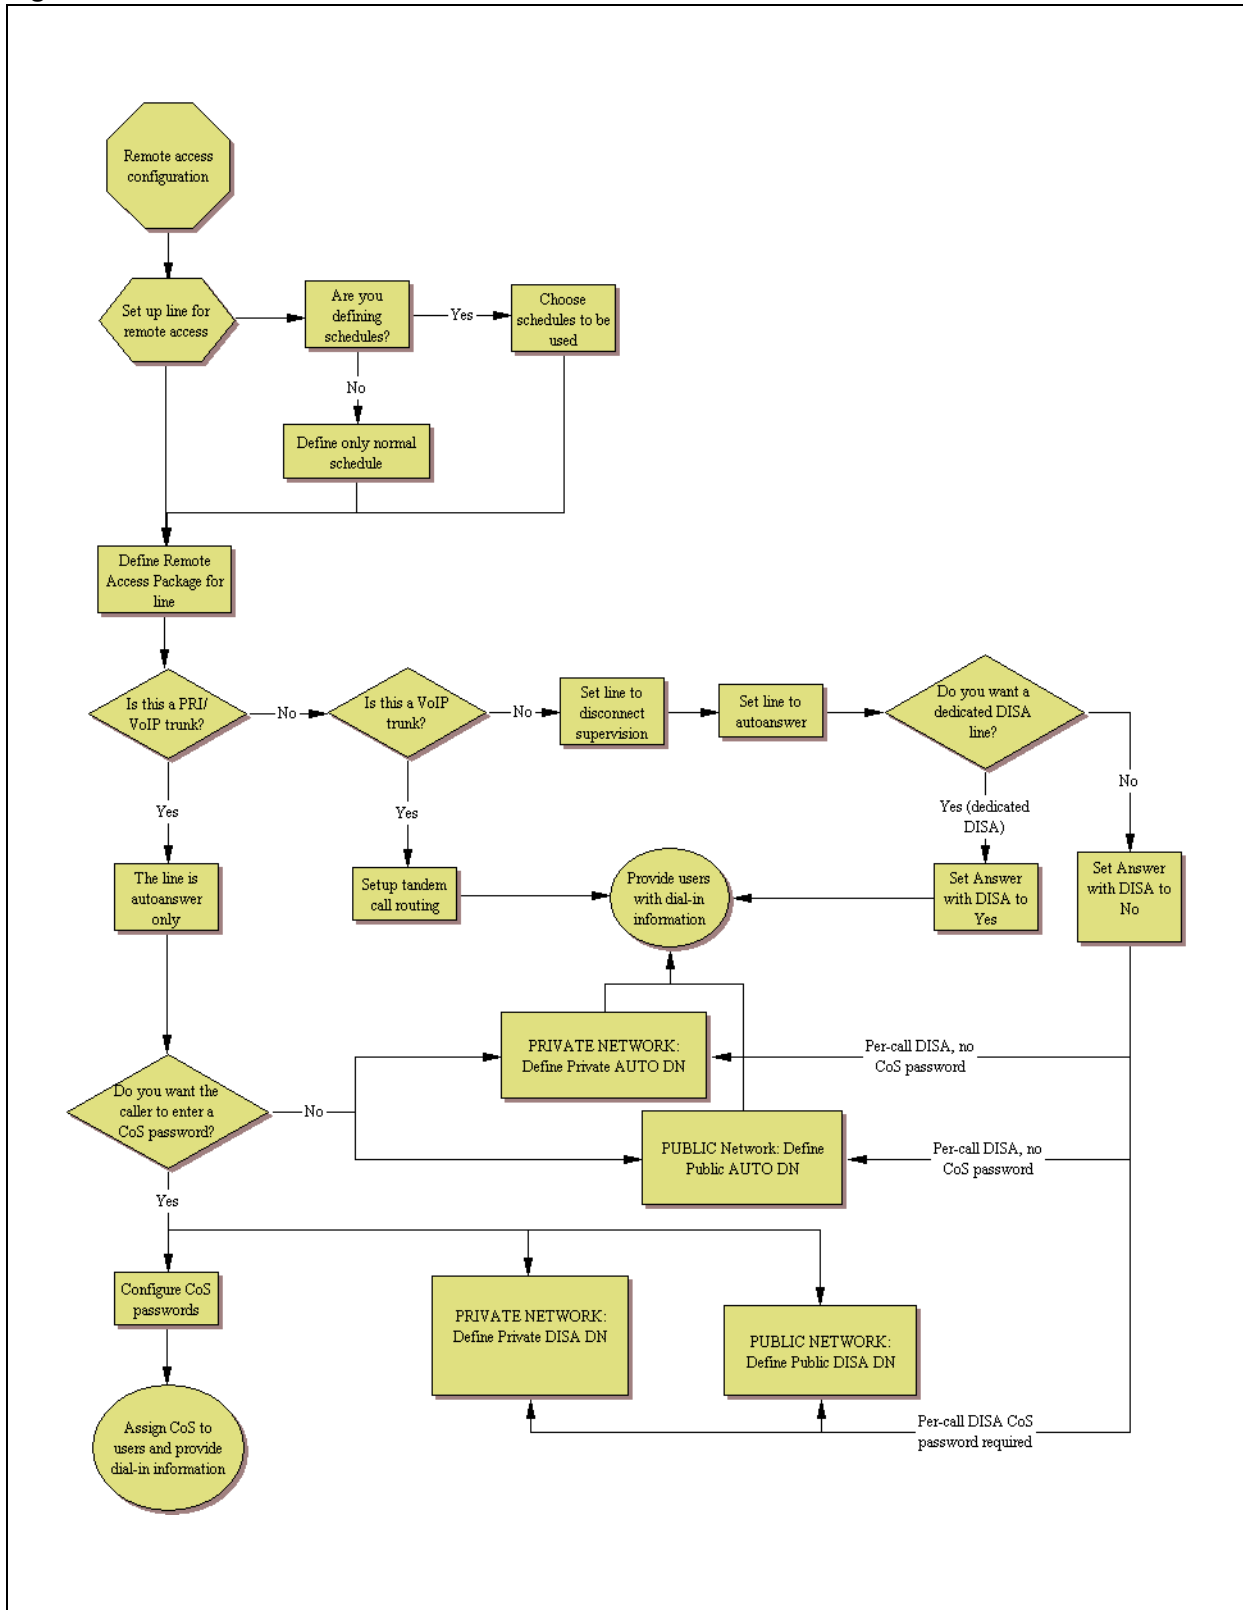 Remote access
configuration
Set up line for
remote access
Are you
defining
schedules?
Yes
Choose
schedules to be
used
No
Define only normal
schedule
Define Remote
Access Package for
line
Is this a PRI/
VoIP trunk?
No
Is this a VoIP
trunk?
No
Set line to
disconnect
supervision
Set line to
autoanswer
Do you want a
dedicated DISA
line?
No
Yes
Yes
Yes (dedicated
DISA)
The line is
autoanswer
only
Setup tandem
call routing
Provide users
with dial-in
information
Set Answer
with DISA to
Yes
Set Answer
with DISA to
No
PRIVATE NETWORK:
Define Private AUTO DN
Per-call DISA, no
CoS password
Do you want the
caller to enter a
CoS password?
No
PUBLIC Network: Define
Public AUTO DN
Per-call DISA, no
CoS password
Yes
Configure CoS
passwords
PRIVATE NETWORK:
Define Private DISA DN
PUBLIC NETWORK:
Define Public DISA DN
Per-call DISA CoS
password required
Assign CoS to
users and provide
dial-in information